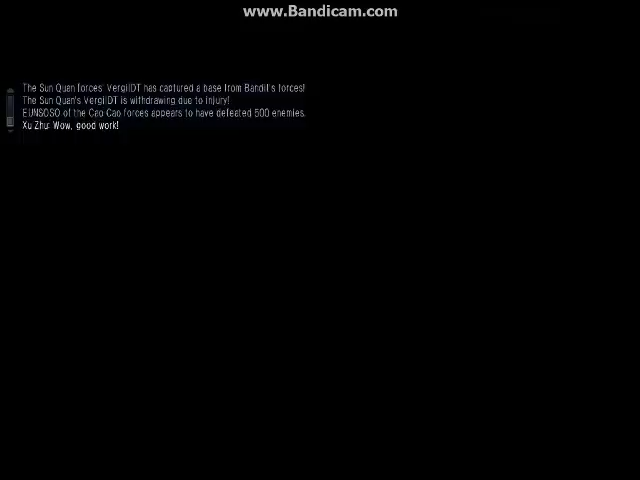 www.Bandicam.com
The Sun Quan forces' VergilDT has captured a base from Bandit's forces!
The Sun Quan's VergilDT is withdrawing due to injury!
EUNSOSO of the Cao Cao forces appears to have defeated 500 enemies.
Xu Zhu: Wow, good work!